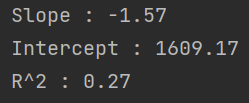 Slope : -1.57
Intercept : 1609.17
R^2 : 0.27